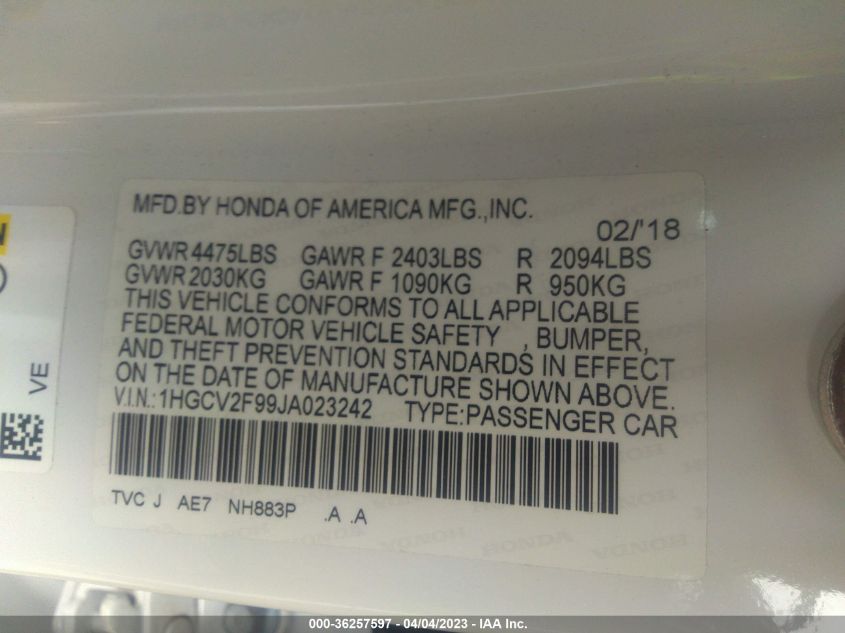 MFD.BY HONDA OF AMERICA MFG.,INC.
02/'18
GVWR 4475LBS GAWR F 2403LBS R 2094LBS
GVWR 2030KG GAWR F 1090KG R 950KG
THIS VEHICLE CONFORMS TO ALL APPLICABLE
FEDERAL MOTOR VEHICLE SAFETY , BUMPER,
AND THEFT PREVENTION STANDARDS IN EFFECT
ON THE DATE OF MANUFACTURE SHOWN ABOVE.
V.I.N.:1HGCV2F99JA023242 TYPE:PASSENGER CAR
TVC J AE7 NH883P .A .A
HONDA HONDA
VE
000-36257597 - 04/04/2023 - IAA Inc.